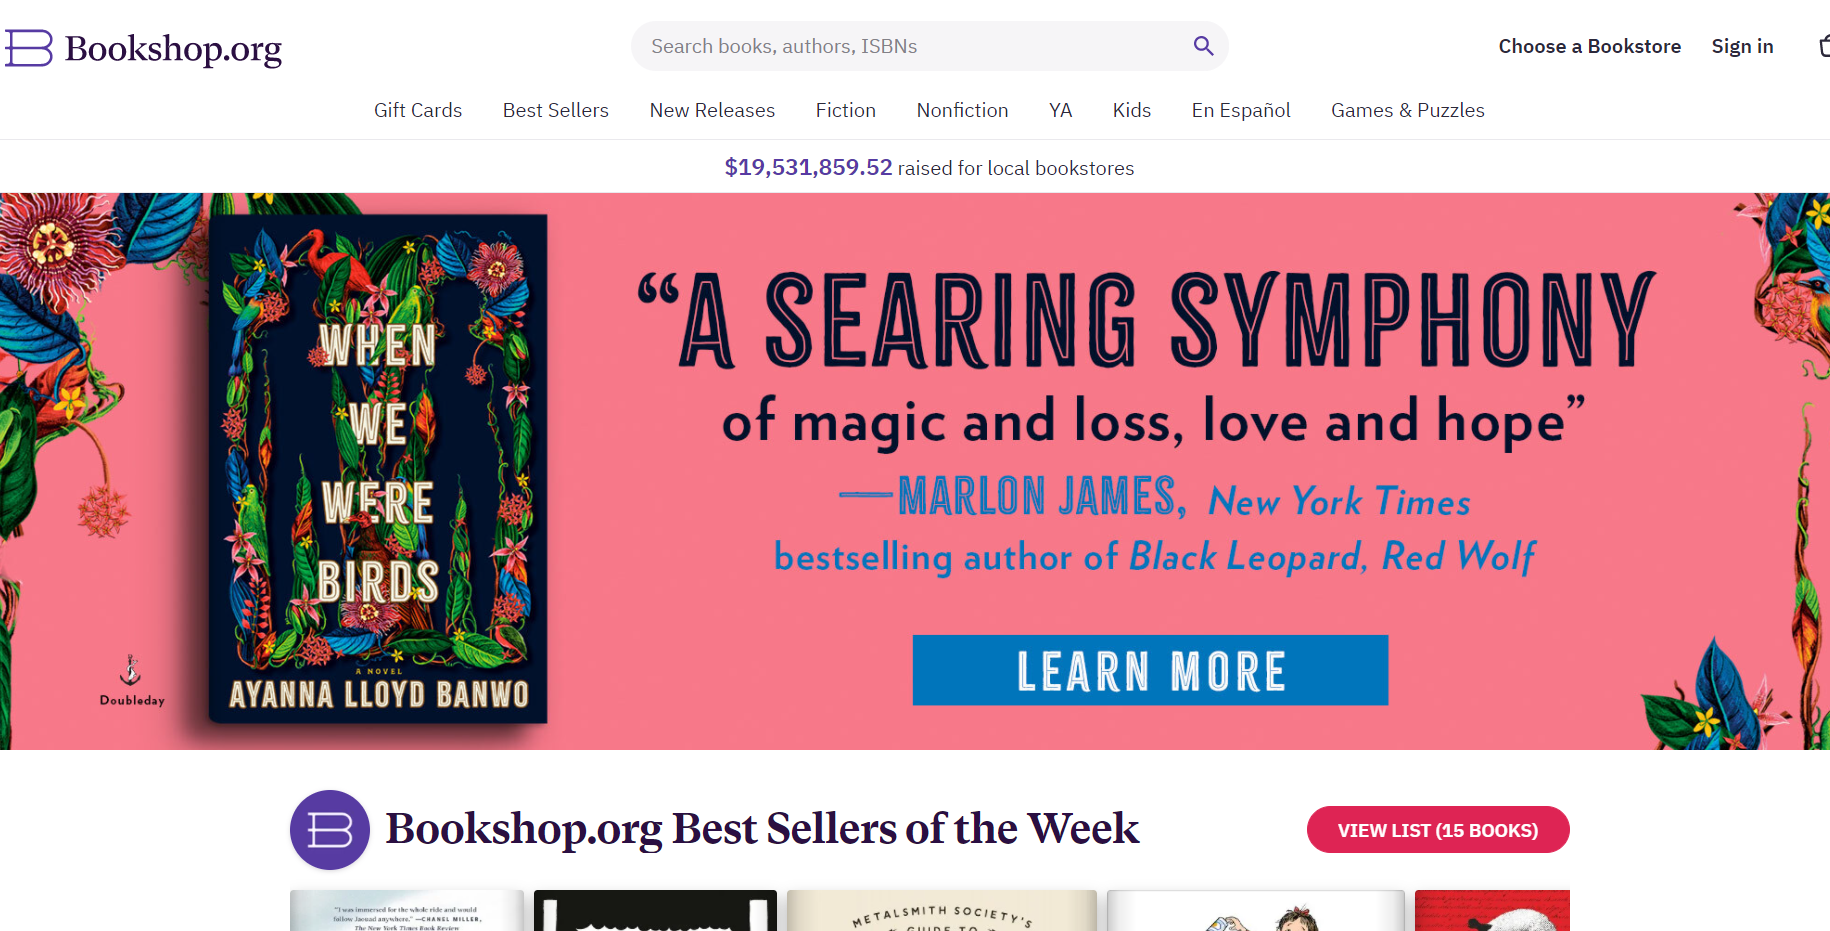 Bookshop.org
Search books, authors, ISBNs
Choose a Bookstore
Sign in
Gift Cards
Best Sellers
New Releases
Fiction
Nonfiction
YA
Kids
En Español
Games & Puzzles
$19,531,859.52 raised for local bookstores
WHEN
WE
WERE
BIRDS
A NOVEL
AYANNA LLOYD BANWO
Doubleday
“A SEARING SYMPHONY
of magic and loss, love and hope”
—MARLON JAMES, New York Times
bestselling author of Black Leopard, Red Wolf
LEARN MORE
Bookshop.org Best Sellers of the Week
VIEW LIST (15 BOOKS)
"I was immersed for the whole ride and would
follow Jaouad anywhere." —CHANEL MILLER,
The New York Times Book Review
METALSMITH SOCIETY'S
GUIDE TO